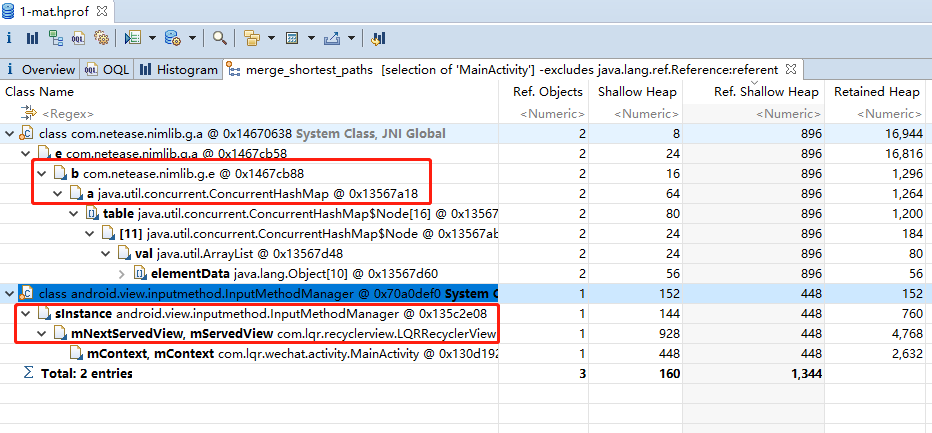 1-mat.hprof
i Overview OQL Histogram merge_shortest_paths [selection of 'MainActivity'] -excludes java.lang.ref.Reference:referent
Class Name Ref. Objects Shallow Heap Ref. Shallow Heap Retained Heap
<Regex> <Numeric> <Numeric> <Numeric> <Numeric>
class com.netease.nimlib.g.a @ 0x14670638 System Class, JNI Global 2 8 896 16,944
e com.netease.nimlib.g.a @ 0x1467cb58 2 24 896 16,816
b com.netease.nimlib.g.e @ 0x1467cb88 2 16 896 1,296
a java.util.concurrent.ConcurrentHashMap @ 0x13567a18 2 64 896 1,264
table java.util.concurrent.ConcurrentHashMap$Node[16] @ 0x13567 2 80 896 1,200
[11] java.util.concurrent.ConcurrentHashMap$Node @ 0x13567ab 2 24 896 184
val java.util.ArrayList @ 0x13567d48 2 24 896 80
elementData java.lang.Object[10] @ 0x13567d60 2 56 896 56
class android.view.inputmethod.InputMethodManager @ 0x70a0def0 System C 1 152 448 152
sInstance android.view.inputmethod.InputMethodManager @ 0x135c2e08 1 144 448 760
mNextServedView, mServedView com.lqr.recyclerview.LQRRecyclerView 1 928 448 4,768
mContext, mContext com.lqr.wechat.activity.MainActivity @ 0x130d192 1 448 448 2,632
Total: 2 entries 3 160 1,344